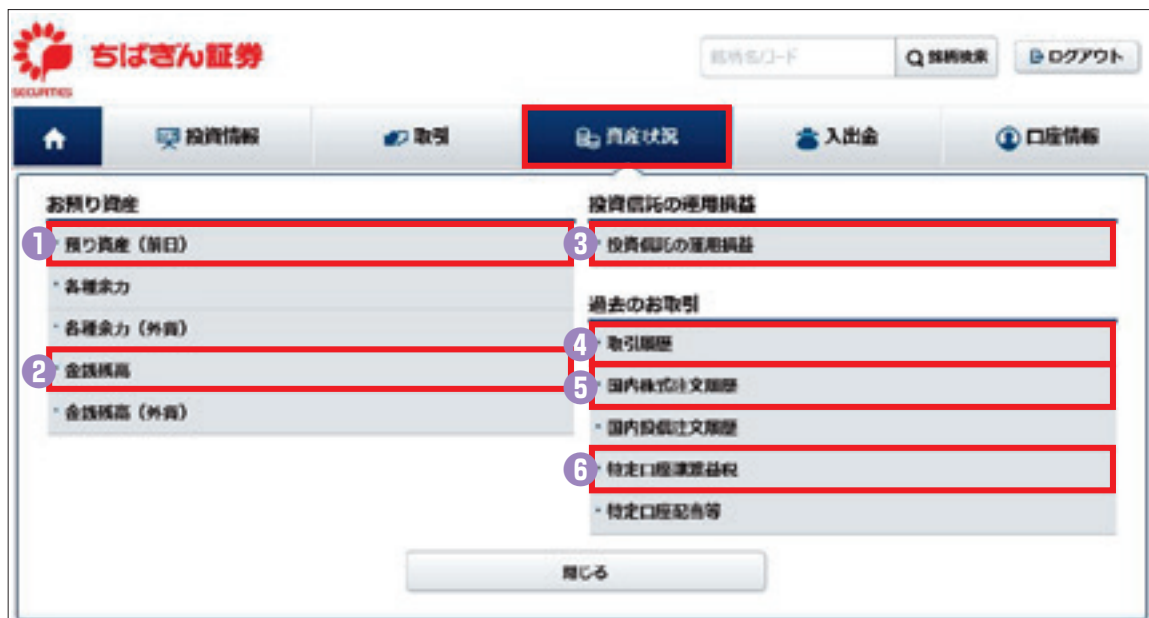 ちばぎん証券
SECURITIES
銘柄名/コード
銘柄検索
ログアウト
投資情報
取引
資産状況
入出金
口座情報
お預り資産
1 預り資産（前日）
各種余力
各種余力（外貨）
2 金銭残高
金銭残高（外貨）
投資信託の運用損益
3 投資信託の運用損益
過去のお取引
4 取引履歴
5 国内株式注文履歴
国内投信注文履歴
6 特定口座譲渡益税
特定口座配当等
閉じる